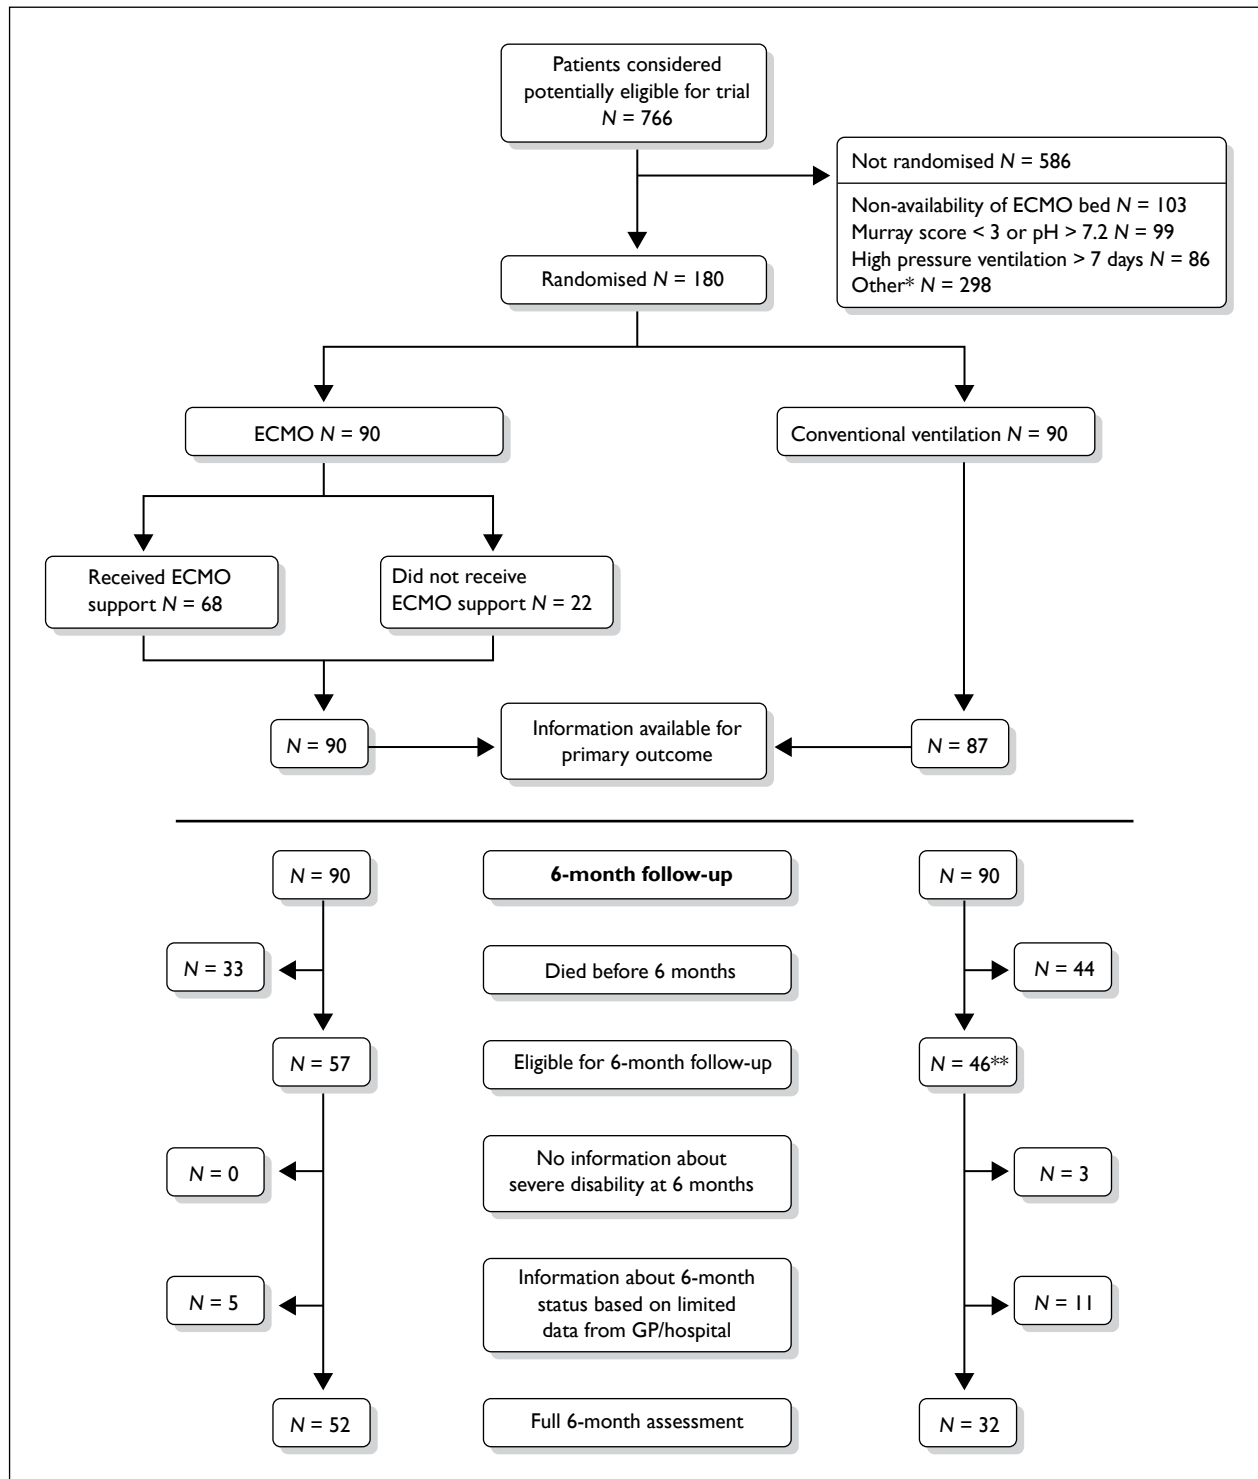 Patients considered
potentially eligible for trial
N = 766
Not randomised N = 586
Non-availability of ECMO bed N = 103
Murray score < 3 or pH > 7.2 N = 99
High pressure ventilation > 7 days N = 86
Other* N = 298
Randomised N = 180
ECMO N = 90
Conventional ventilation N = 90
Received ECMO
support N = 68
Did not receive
ECMO support N = 22
N = 90
Information available for
primary outcome
N = 87
N = 90
6-month follow-up
N = 90
N = 33
Died before 6 months
N = 44
N = 57
Eligible for 6-month follow-up
N = 46**
N = 0
No information about
severe disability at 6 months
N = 3
N = 5
Information about 6-month
status based on limited
data from GP/hospital
N = 11
N = 52
Full 6-month assessment
N = 32